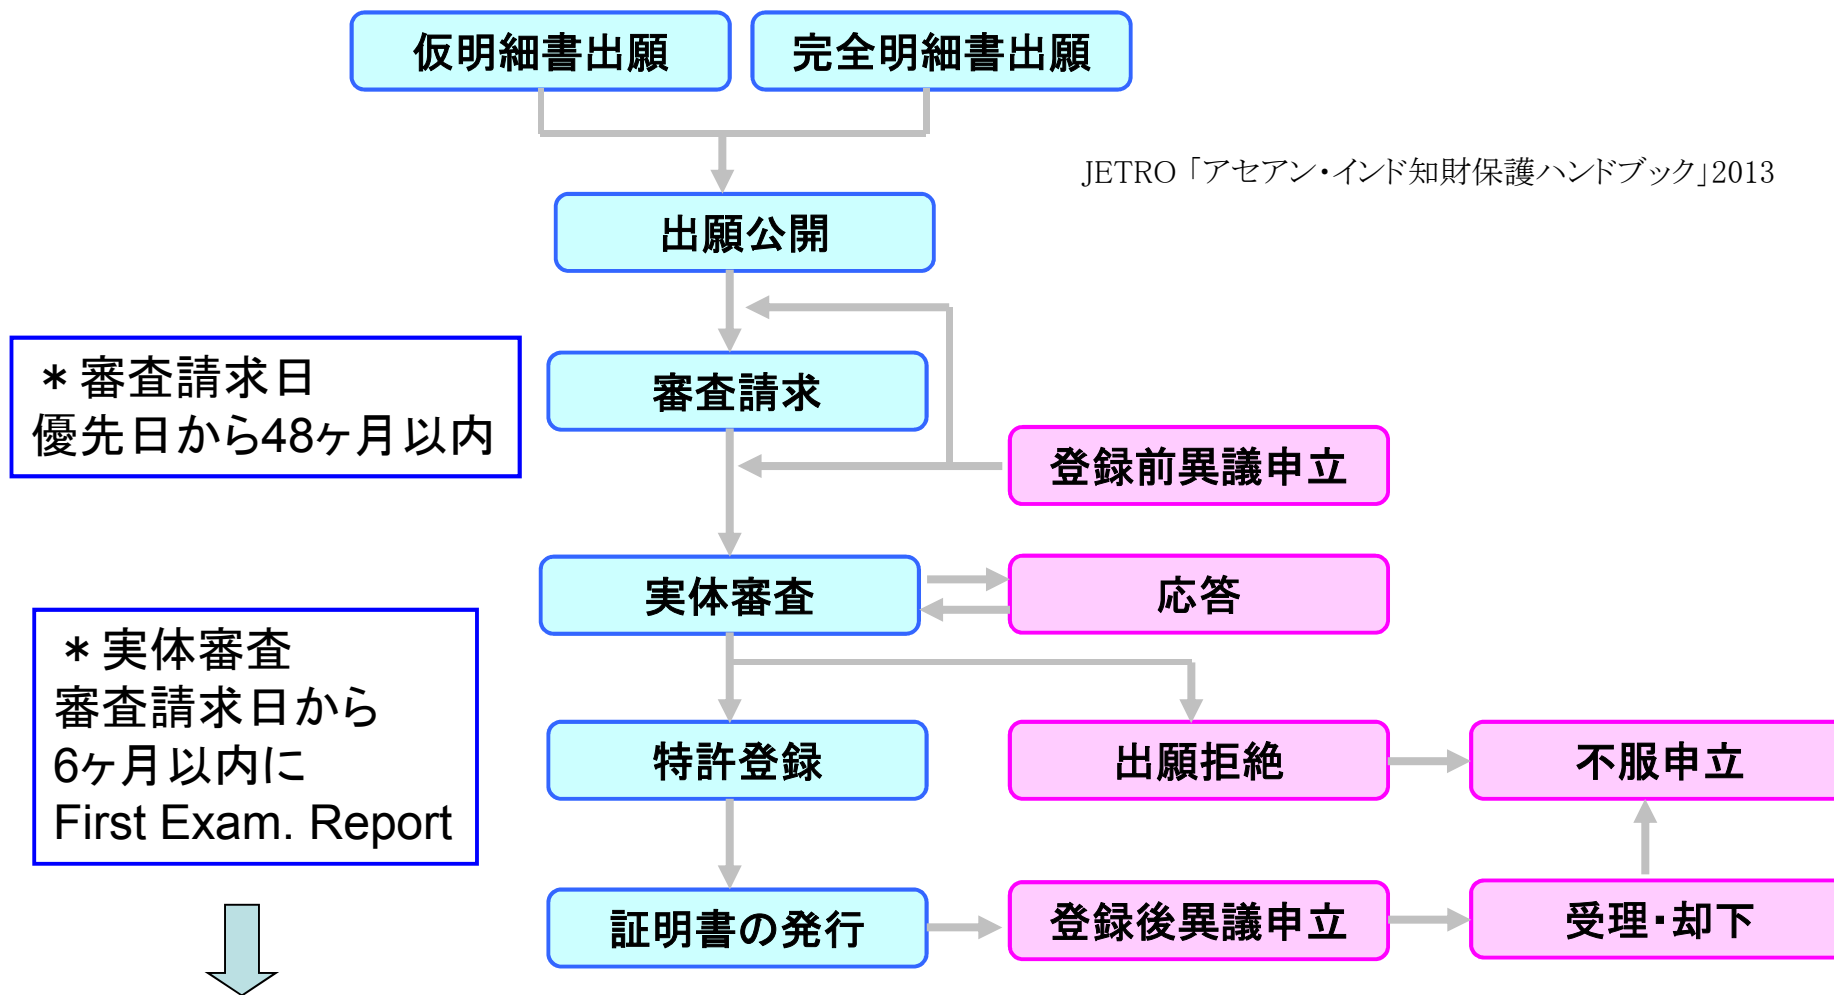 仮明細書出願
完全明細書出願
JETRO「アセアン・インド知財保護ハンドブック」2013
出願公開
＊審査請求日
優先日から48ヶ月以内
審査請求
登録前異議申立
実体審査
応答
＊実体審査
審査請求日から
6ヶ月以内に
First Exam. Report
特許登録
出願拒絶
不服申立
証明書の発行
登録後異議申立
受理・却下